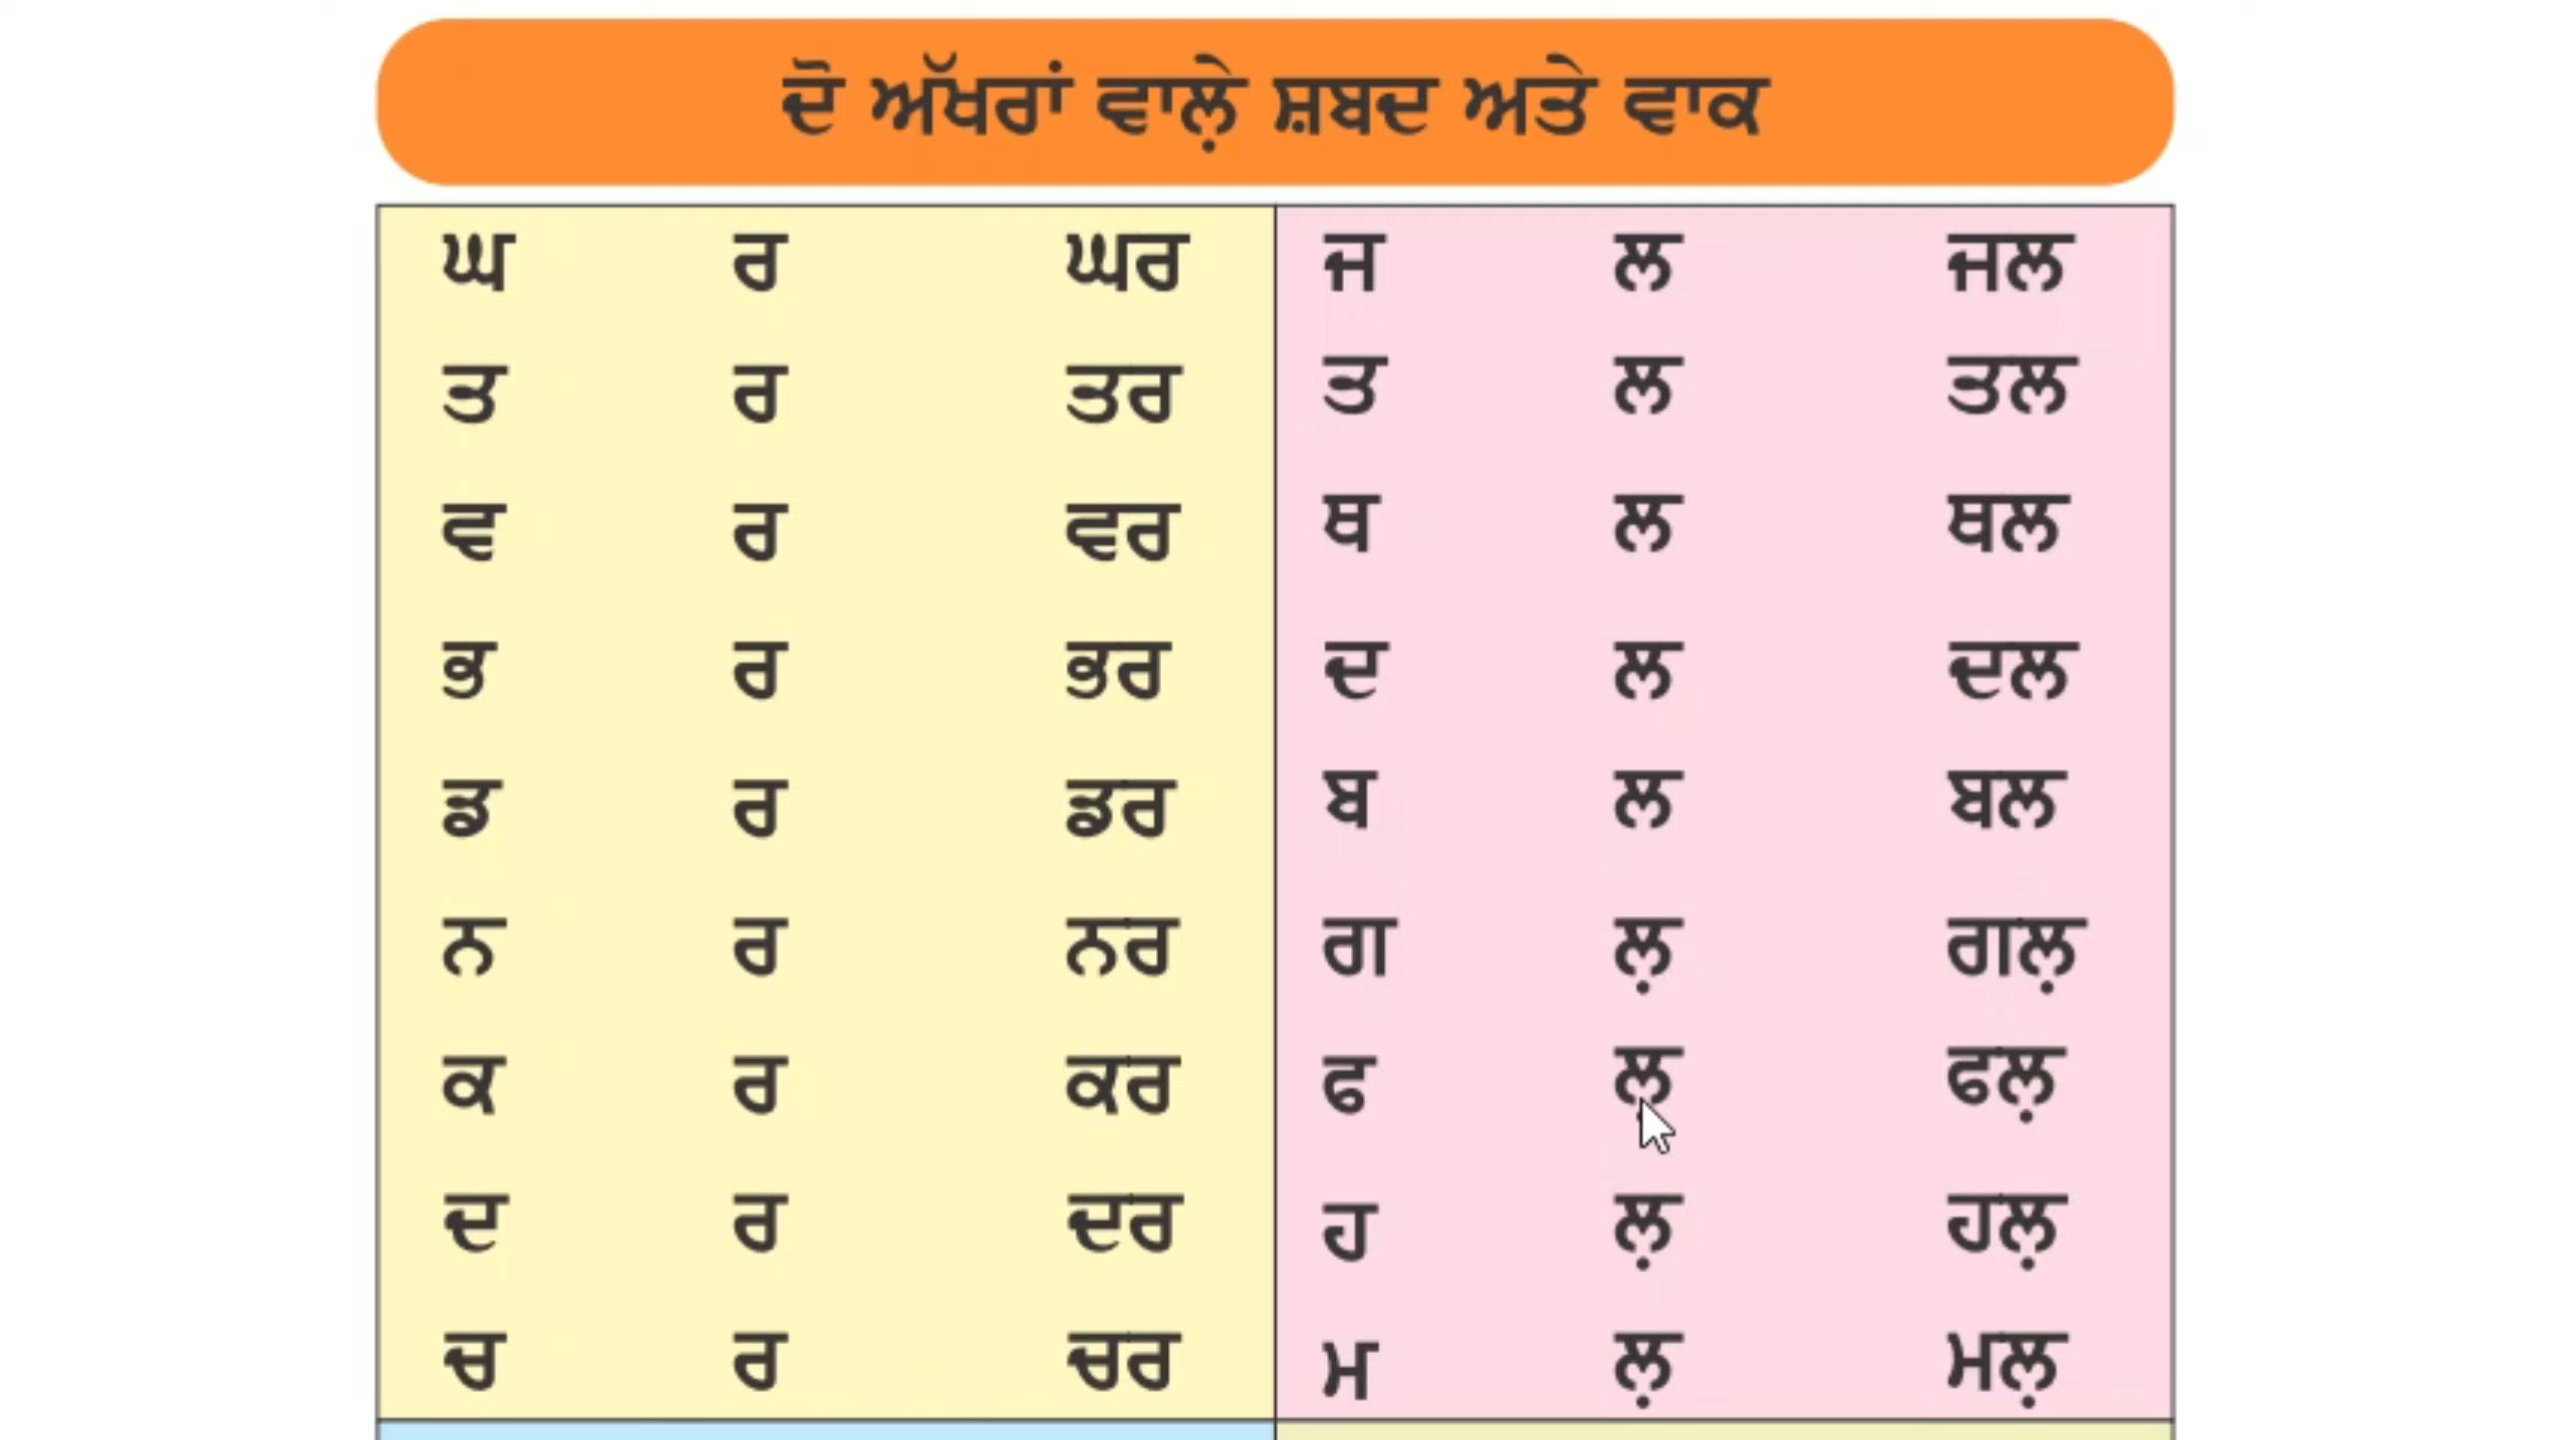 ਦੋ ਅੱਖਰਾਂ ਵਾਲ਼ੇ ਸ਼ਬਦ ਅਤੇ ਵਾਕ
ਘ ਰ ਘਰ
ਤ ਰ ਤਰ
ਵ ਰ ਵਰ
ਭ ਰ ਭਰ
ਡ ਰ ਡਰ
ਨ ਰ ਨਰ
ਕ ਰ ਕਰ
ਦ ਰ ਦਰ
ਚ ਰ ਚਰ
ਜ ਲ ਜਲ
ਤ ਲ ਤਲ
ਥ ਲ ਥਲ
ਦ ਲ ਦਲ
ਬ ਲ ਬਲ
ਗ ਲ਼ ਗਲ਼
ਫ ਲ਼ ਫਲ਼
ਹ ਲ਼ ਹਲ਼
ਮ ਲ਼ ਮਲ਼